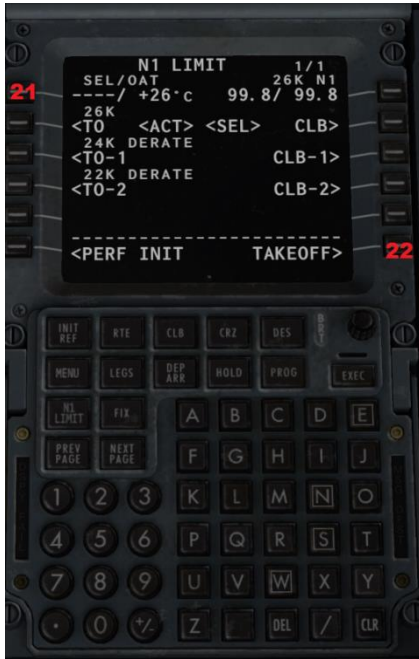 N1 LIMIT 1/1
SEL/OAT 26K N1
21 ----/ +26°C 99.8/ 99.8
26K
<TO <ACT> <SEL> CLB>
24K DERATE
<TO-1 CLB-1>
22K DERATE
<TO-2 CLB-2>
--------------------------------
<PERF INIT TAKEOFF> 22
INIT REF RTE CLB CRZ DES BRT
MENU LEGS DEP ARR HOLD PROG EXEC
N1 LIMIT FIX A B C D E
PREV PAGE NEXT PAGE F G H I J
1 2 3 K L M N O
4 5 6 P Q R S T
7 8 9 U V W X Y
. 0 +/- Z DEL / CLR